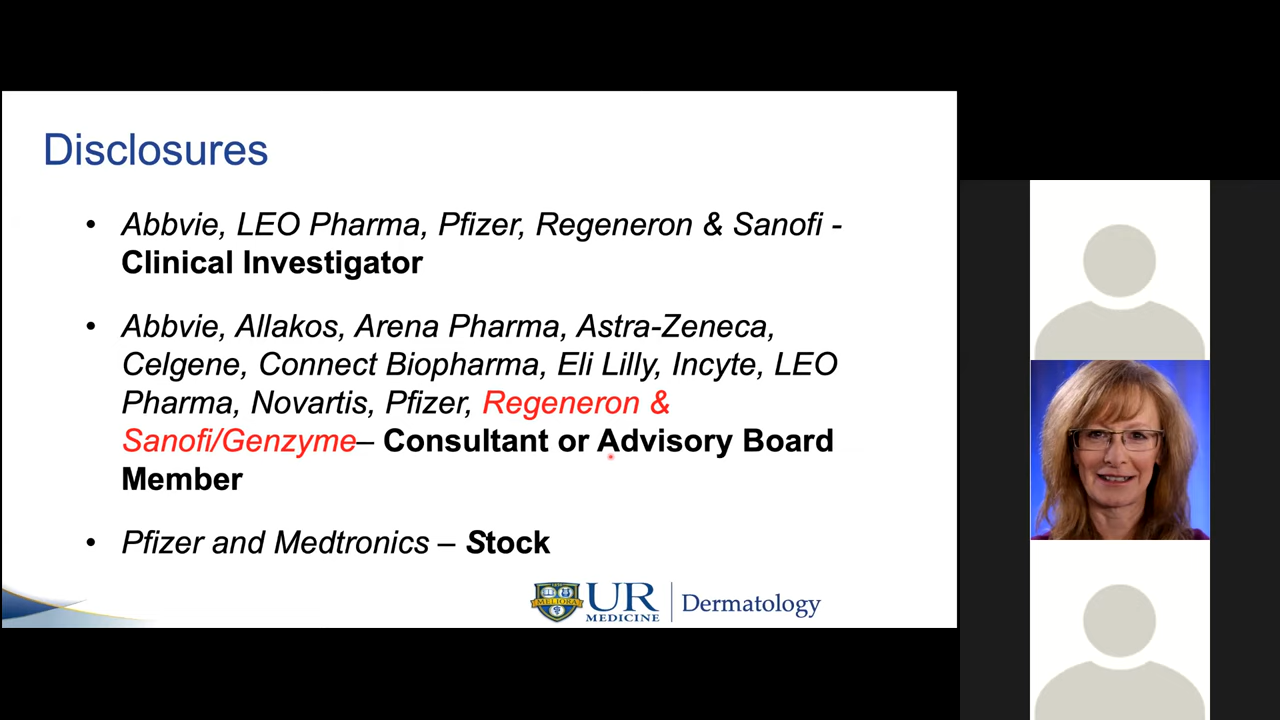 Disclosures
• Abbvie, LEO Pharma, Pfizer, Regeneron & Sanofi -
Clinical Investigator
• Abbvie, Allakos, Arena Pharma, Astra-Zeneca,
Celgene, Connect Biopharma, Eli Lilly, Incyte, LEO
Pharma, Novartis, Pfizer, Regeneron &
Sanofi/Genzyme– Consultant or Advisory Board
Member
• Pfizer and Medtronics – Stock
MELIORA
UR
MEDICINE
Dermatology